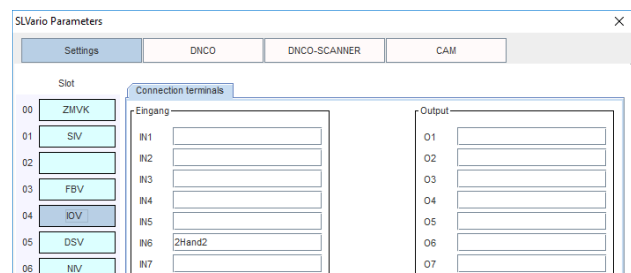 SLVario Parameters
Settings DNCO DNCO-SCANNER CAM
Slot
Connection terminals
00 ZMVK
01 SIV
02
03 FBV
04 IOV
05 DSV
06 NIV
Eingang
IN1
IN2
IN3
IN4
IN5
IN6 2Hand2
IN7
Output
O1
O2
O3
O4
O5
O6
O7